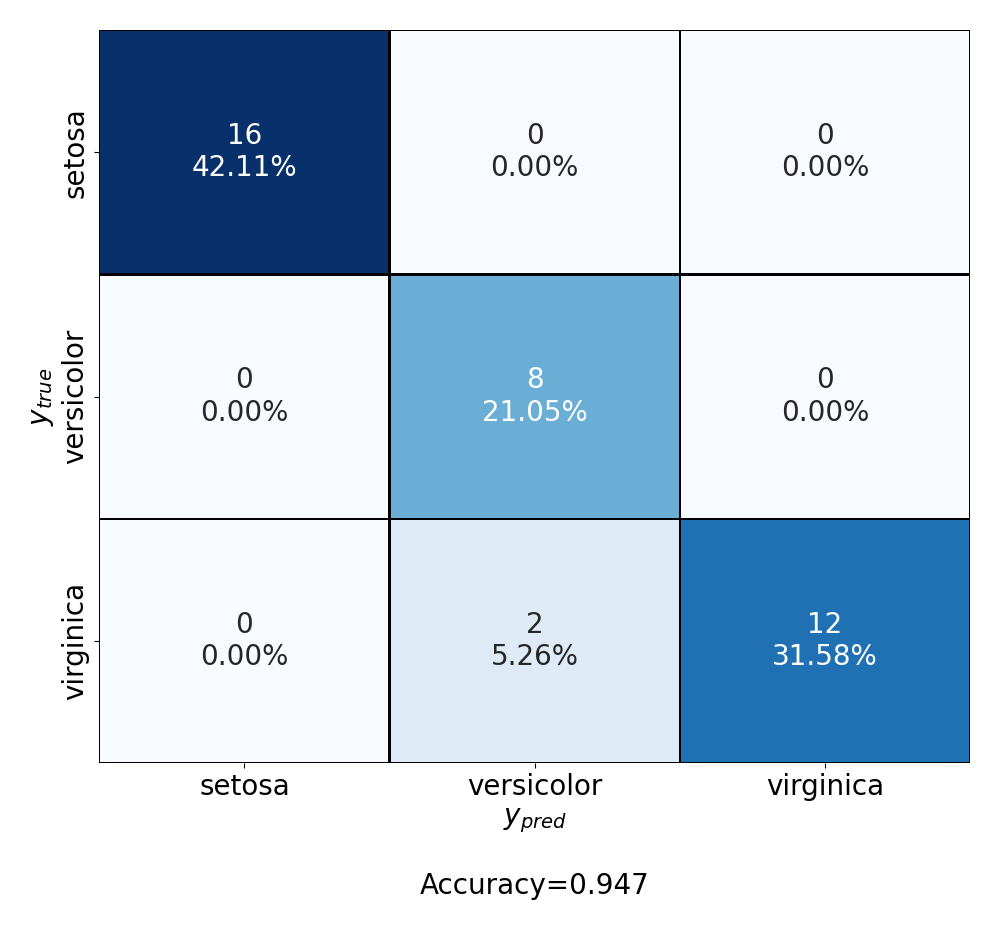 setosa
16
42.11%
0
0.00%
0
0.00%
y_true
versicolor
0
0.00%
8
21.05%
0
0.00%
virginica
0
0.00%
2
5.26%
12
31.58%
setosa
versicolor
virginica
y_pred
Accuracy=0.947